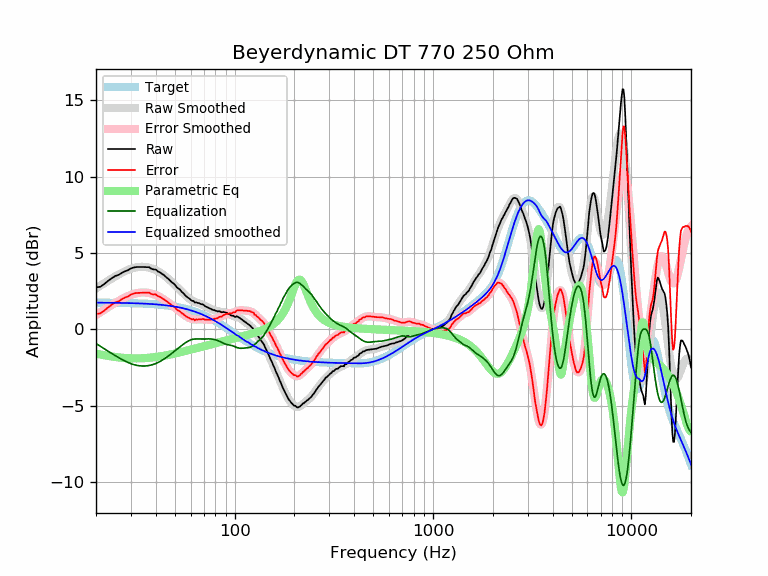 Beyerdynamic DT 770 250 Ohm
Target
Raw Smoothed
Error Smoothed
Raw
Error
Parametric Eq
Equalization
Equalized smoothed
15
10
5
0
−5
−10
Amplitude (dBr)
100
1000
10000
Frequency (Hz)